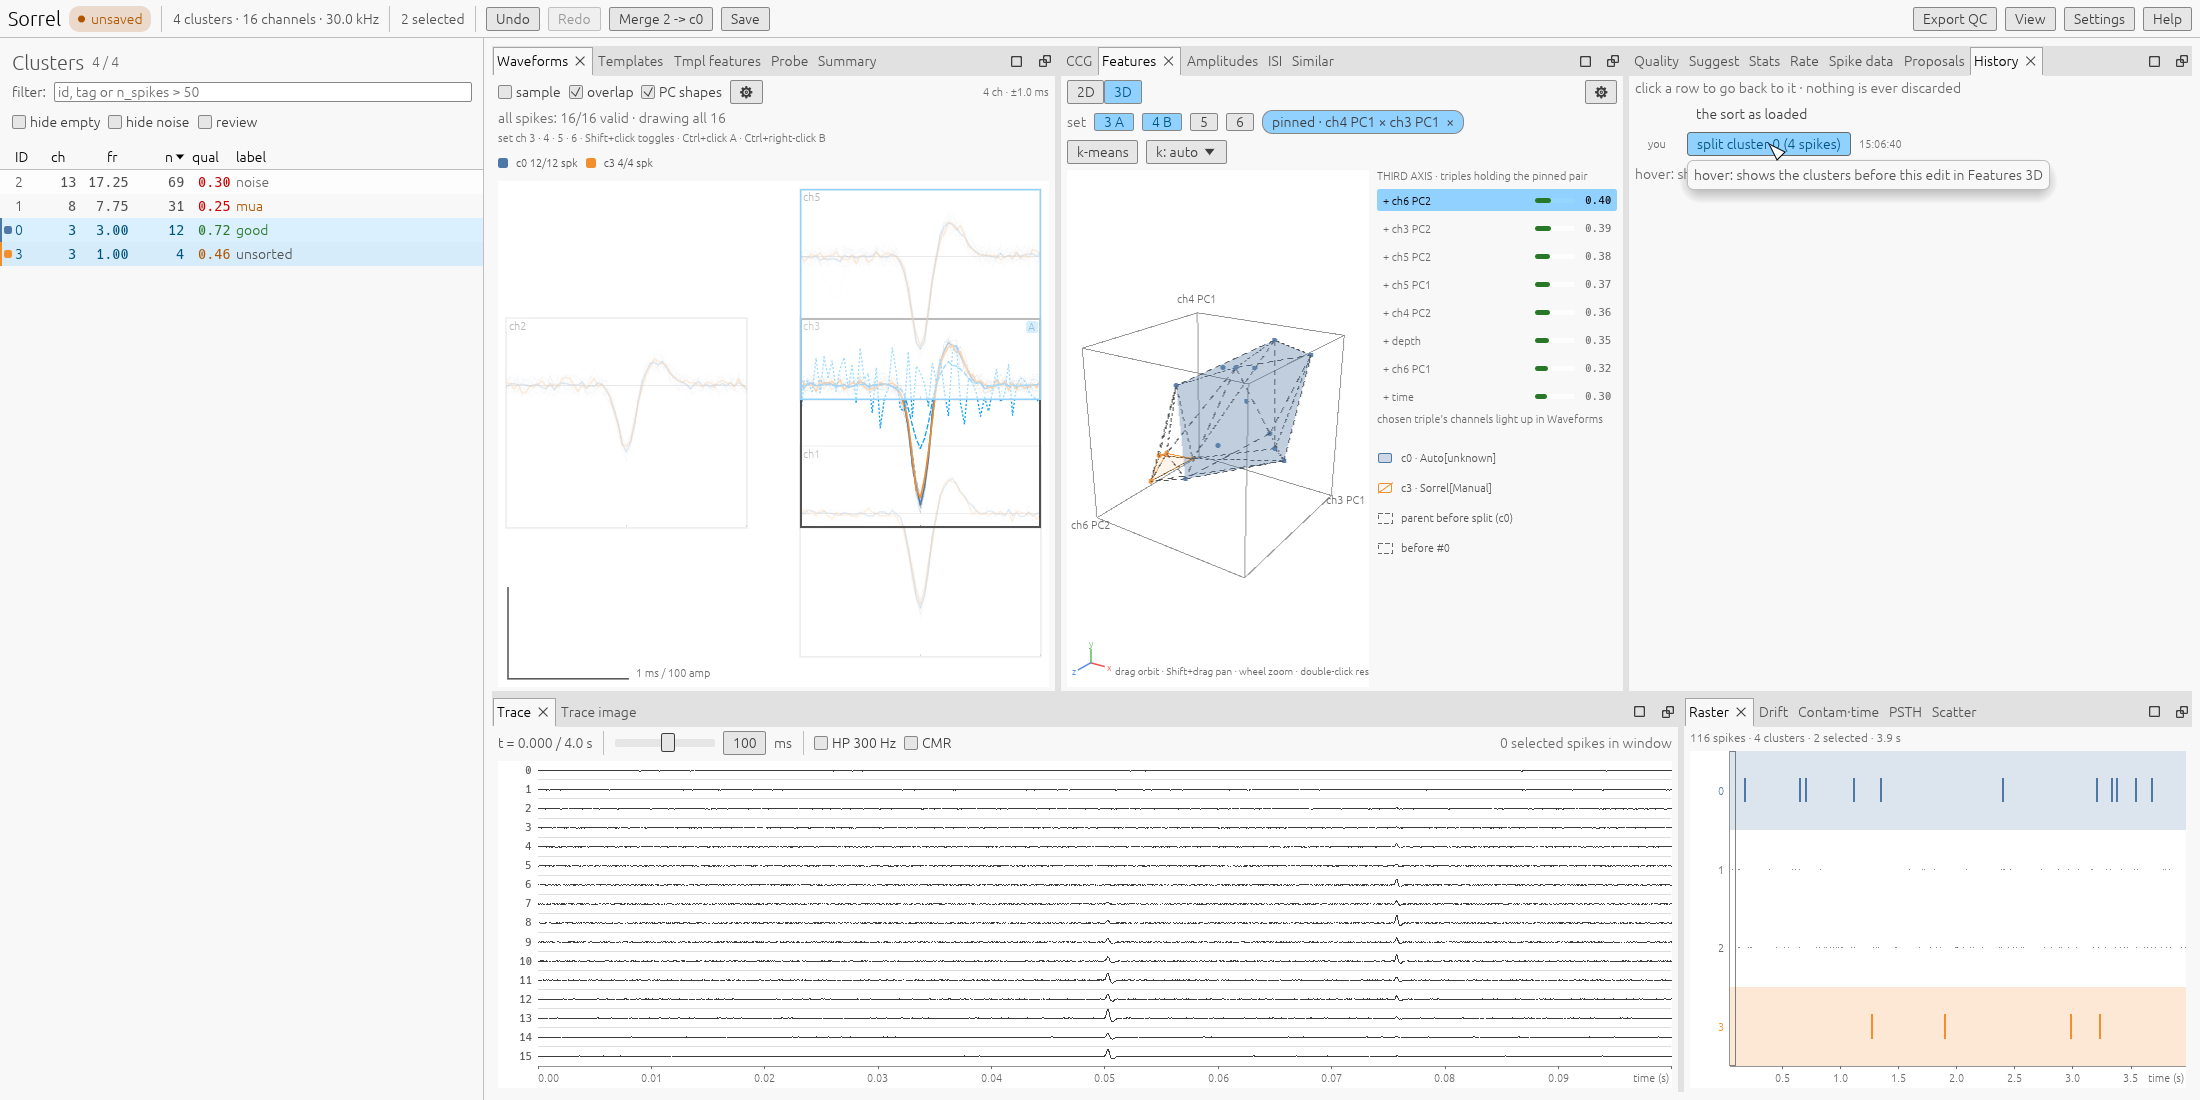 Sorrel unsaved 4 clusters · 16 channels · 30.0 kHz 2 selected Undo Redo Merge 2 -> c0 Save Export QC View Settings Help
Clusters 4 / 4
filter: id, tag or n_spikes > 50
hide empty hide noise review
ID ch fr n qual label
2 13 17.25 69 0.30 noise
1 8 7.75 31 0.25 mua
0 3 3.00 12 0.72 good
3 3 1.00 4 0.46 unsorted
Waveforms Templates Tmpl features Probe Summary
sample overlap PC shapes 4 ch · ±1.0 ms
all spikes: 16/16 valid · drawing all 16
set ch 3 · 4 · 5 · 6 · Shift+click toggles · Ctrl+click A · Ctrl+right-click B
c0 12/12 spk c3 4/4 spk
ch5
ch2
ch3 A
ch1
1 ms / 100 amp
CCG Features Amplitudes ISI Similar
2D 3D
set 3 A 4 B 5 6 pinned · ch4 PC1 × ch3 PC1 ×
k-means k: auto
THIRD AXIS · triples holding the pinned pair
+ ch6 PC2 0.40
+ ch3 PC2 0.39
+ ch5 PC2 0.38
+ ch5 PC1 0.37
+ ch4 PC2 0.36
+ depth 0.35
+ ch6 PC1 0.32
+ time 0.30
chosen triple's channels light up in Waveforms
c0 · Auto[unknown]
c3 · Sorrel[Manual]
parent before split (c0)
before #0
ch4 PC1
ch3 PC1
ch6 PC2
y
z x
drag orbit · Shift+drag pan · wheel zoom · double-click res
Quality Suggest Stats Rate Spike data Proposals History
click a row to go back to it · nothing is ever discarded
the sort as loaded
you split cluster 0 (4 spikes) 15:06:40
hover: sh
hover: shows the clusters before this edit in Features 3D
Trace Trace image
t = 0.000 / 4.0 s 100 ms HP 300 Hz CMR 0 selected spikes in window
0
1
2
3
4
5
6
7
8
9
10
11
12
13
14
15
0.00 0.01 0.02 0.03 0.04 0.05 0.06 0.07 0.08 0.09 time (s)
Raster Drift Contam·time PSTH Scatter
116 spikes · 4 clusters · 2 selected · 3.9 s
0
1
2
3
0.5 1.0 1.5 2.0 2.5 3.0 3.5 time (s)